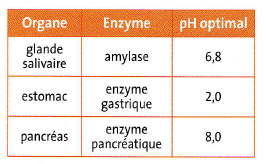 Organe Enzyme pH optimal
glande
salivaire amylase 6,8
estomac enzyme
gastrique 2,0
pancréas enzyme
pancréatique 8,0